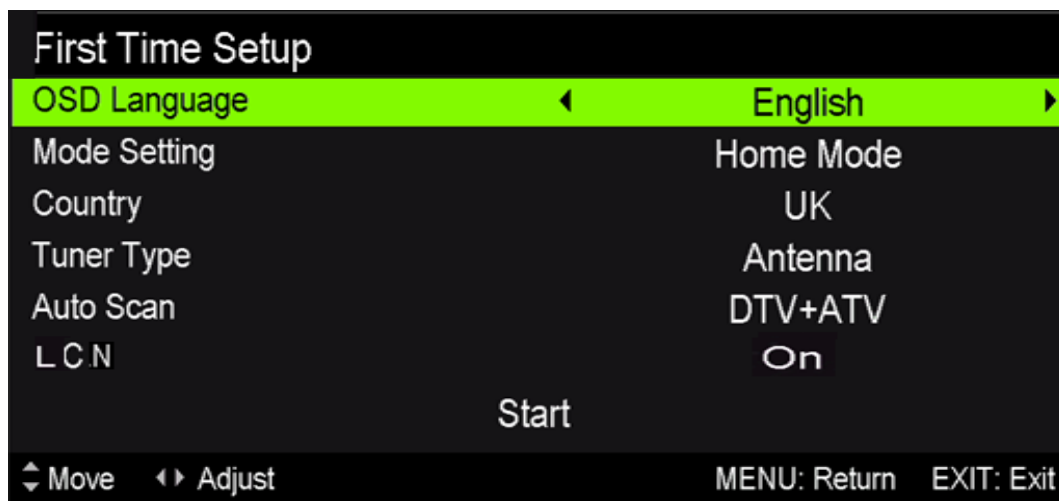 First Time Setup
OSD Language English
Mode Setting Home Mode
Country UK
Tuner Type Antenna
Auto Scan DTV+ATV
L C N On
Start
Move Adjust MENU: Return EXIT: Exit